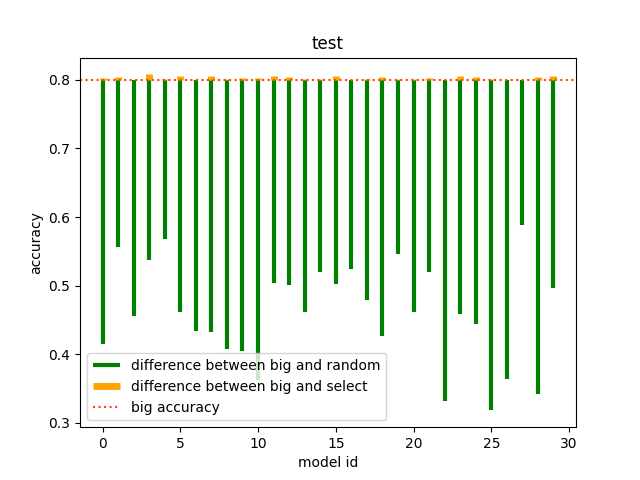 test
0.8
0.7
0.6
0.5
0.4
0.3
accuracy
difference between big and random
difference between big and select
big accuracy
0 5 10 15 20 25 30
model id